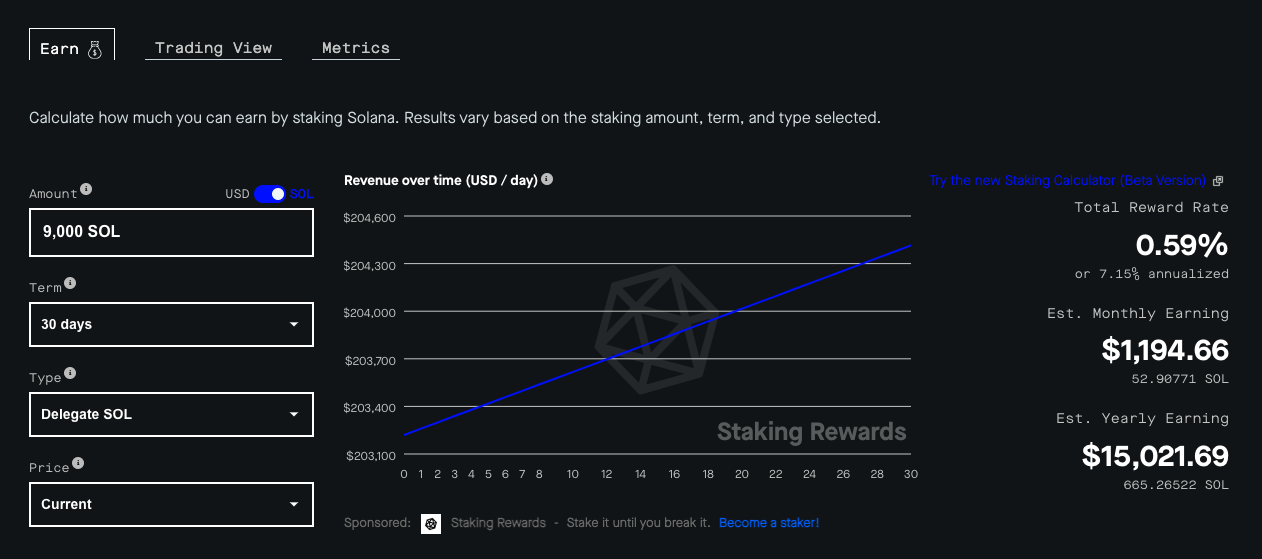 Earn
Trading View
Metrics
Calculate how much you can earn by staking Solana. Results vary based on the staking amount, term, and type selected.
Amount
USD SOL
9,000 SOL
Term
30 days
Type
Delegate SOL
Price
Current
Revenue over time (USD / day)
$204,600
$204,300
$204,000
$203,700
$203,400
$203,100
0 1 2 3 4 5 6 7 8 10 12 14 16 18 20 22 24 26 28 30
Staking Rewards
Sponsored: Staking Rewards - Stake it until you break it. Become a staker!
Try the new Staking Calculator (Beta Version)
Total Reward Rate
0.59%
or 7.15% annualized
Est. Monthly Earning
$1,194.66
52.90771 SOL
Est. Yearly Earning
$15,021.69
665.26522 SOL